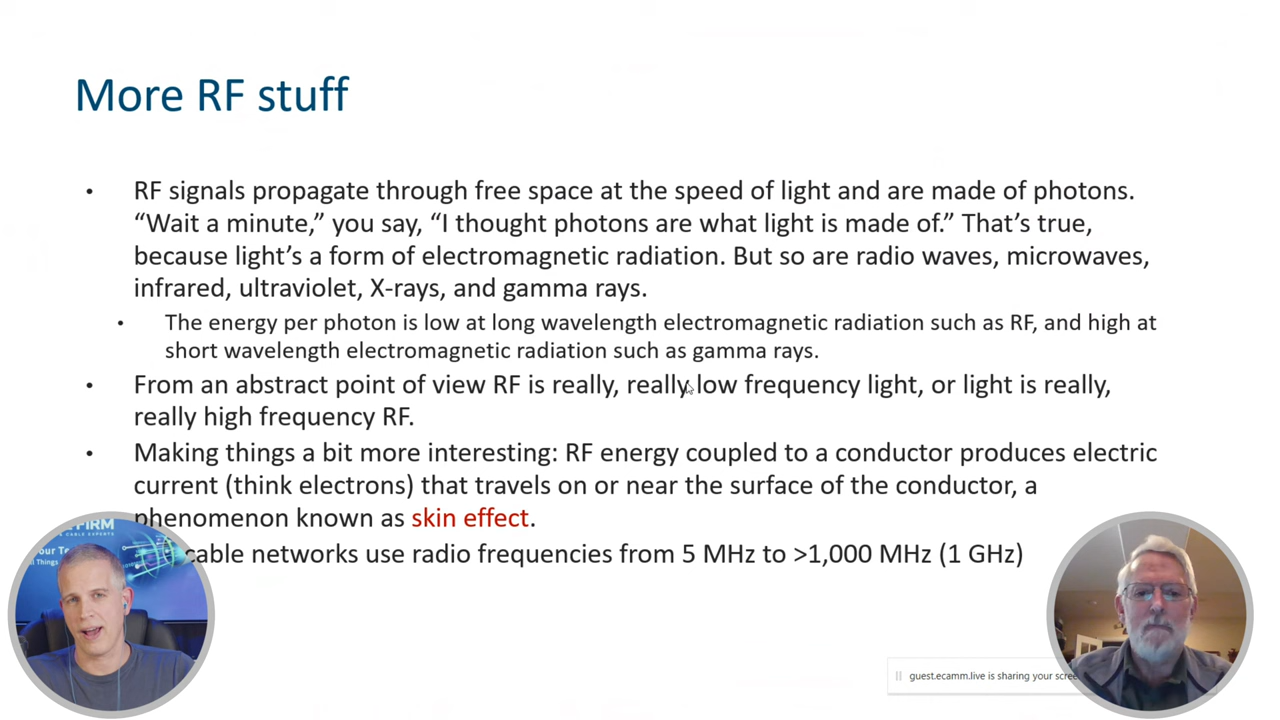 More RF stuff
• RF signals propagate through free space at the speed of light and are made of photons.
“Wait a minute,” you say, “I thought photons are what light is made of.” That’s true,
because light’s a form of electromagnetic radiation. But so are radio waves, microwaves,
infrared, ultraviolet, X-rays, and gamma rays.
• The energy per photon is low at long wavelength electromagnetic radiation such as RF, and high at
short wavelength electromagnetic radiation such as gamma rays.
• From an abstract point of view RF is really, really low frequency light, or light is really,
really high frequency RF.
• Making things a bit more interesting: RF energy coupled to a conductor produces electric
current (think electrons) that travels on or near the surface of the conductor, a
phenomenon known as skin effect.
cable networks use radio frequencies from 5 MHz to >1,000 MHz (1 GHz)
FIRM
CABLE EXPERTS
our Te
Things
guest.ecamm.live is sharing your scree